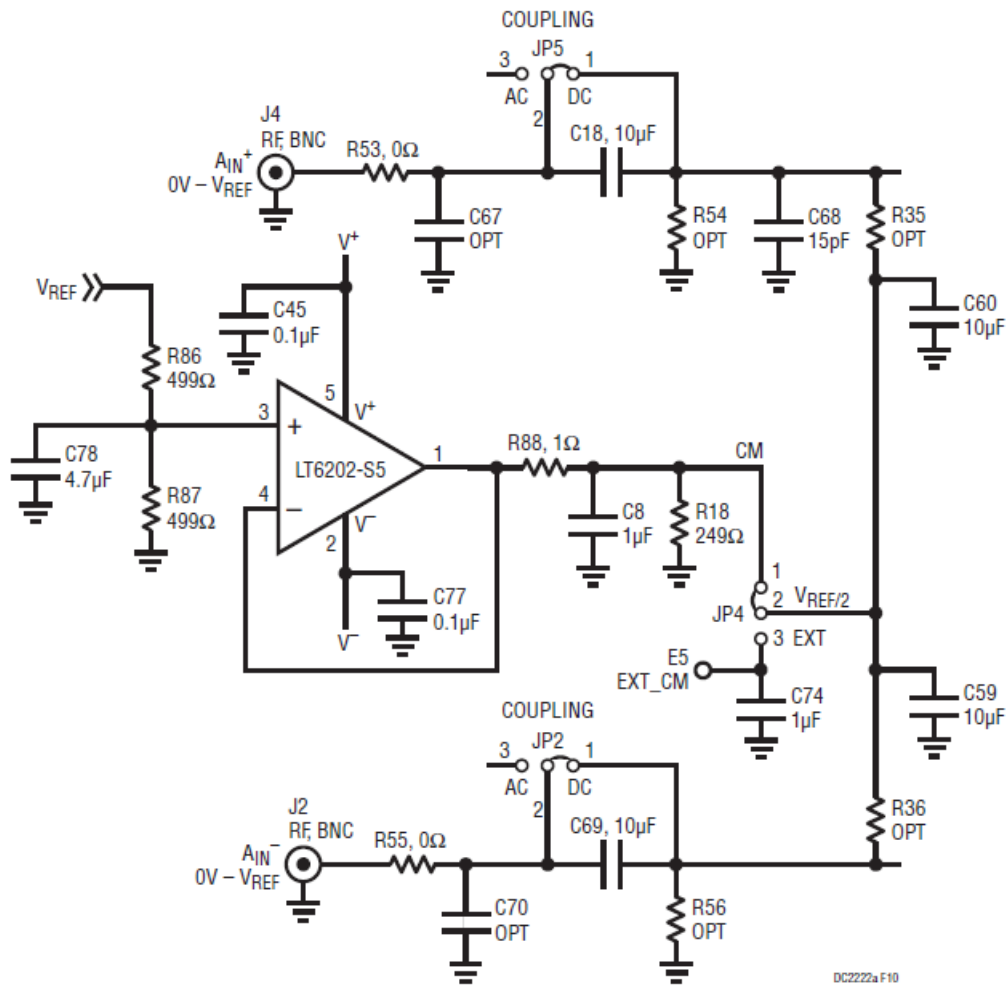 COUPLING
JP5
3
1
AC
DC
2
J4
RF, BNC
AIN+
0V – VREF
R53, 0Ω
C18, 10µF
C67
OPT
R54
OPT
C68
15pF
R35
OPT
V+
VREF
C45
0.1µF
C60
10µF
R86
499Ω
5
V+
3
+
C78
4.7µF
LT6202-S5
1
R88, 1Ω
CM
R87
499Ω
4
–
V–
2
C8
1µF
R18
249Ω
C77
0.1µF
V–
1
2
VREF/2
JP4
3 EXT
E5
EXT_CM
C74
1µF
C59
10µF
COUPLING
JP2
3
1
AC
DC
2
J2
RF, BNC
AIN–
0V – VREF
R55, 0Ω
C69, 10µF
R36
OPT
C70
OPT
R56
OPT
DC2222a F10